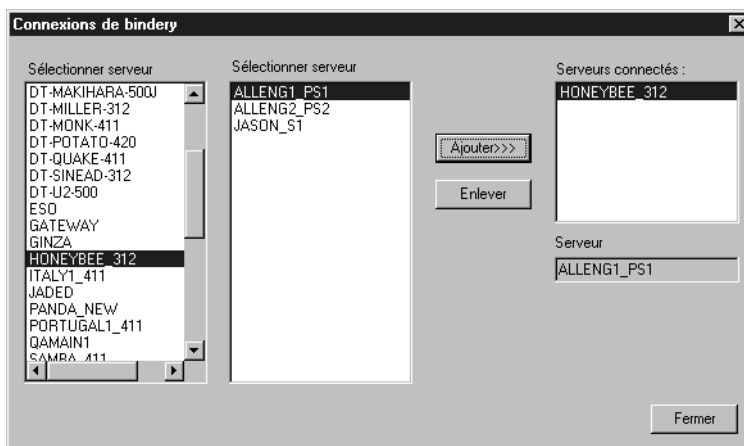 Connexions de bindery
Sélectionner serveur
DT-MAKIHARA-500J
DT-MILLER-312
DT-MONK-411
DT-POTATO-420
DT-QUAKE-411
DT-SINEAD-312
DT-U2-500
ESO
GATEWAY
GINZA
HONEYBEE_312
ITALY1_411
JADED
PANDA_NEW
PORTUGAL1_411
QAMAIN1
SAMBA_411
Sélectionner serveur
ALLENG1_PS1
ALLENG2_PS2
JASON_S1
Ajouter>>>
Enlever
Serveurs connectés :
HONEYBEE_312
Serveur
ALLENG1_PS1
Fermer